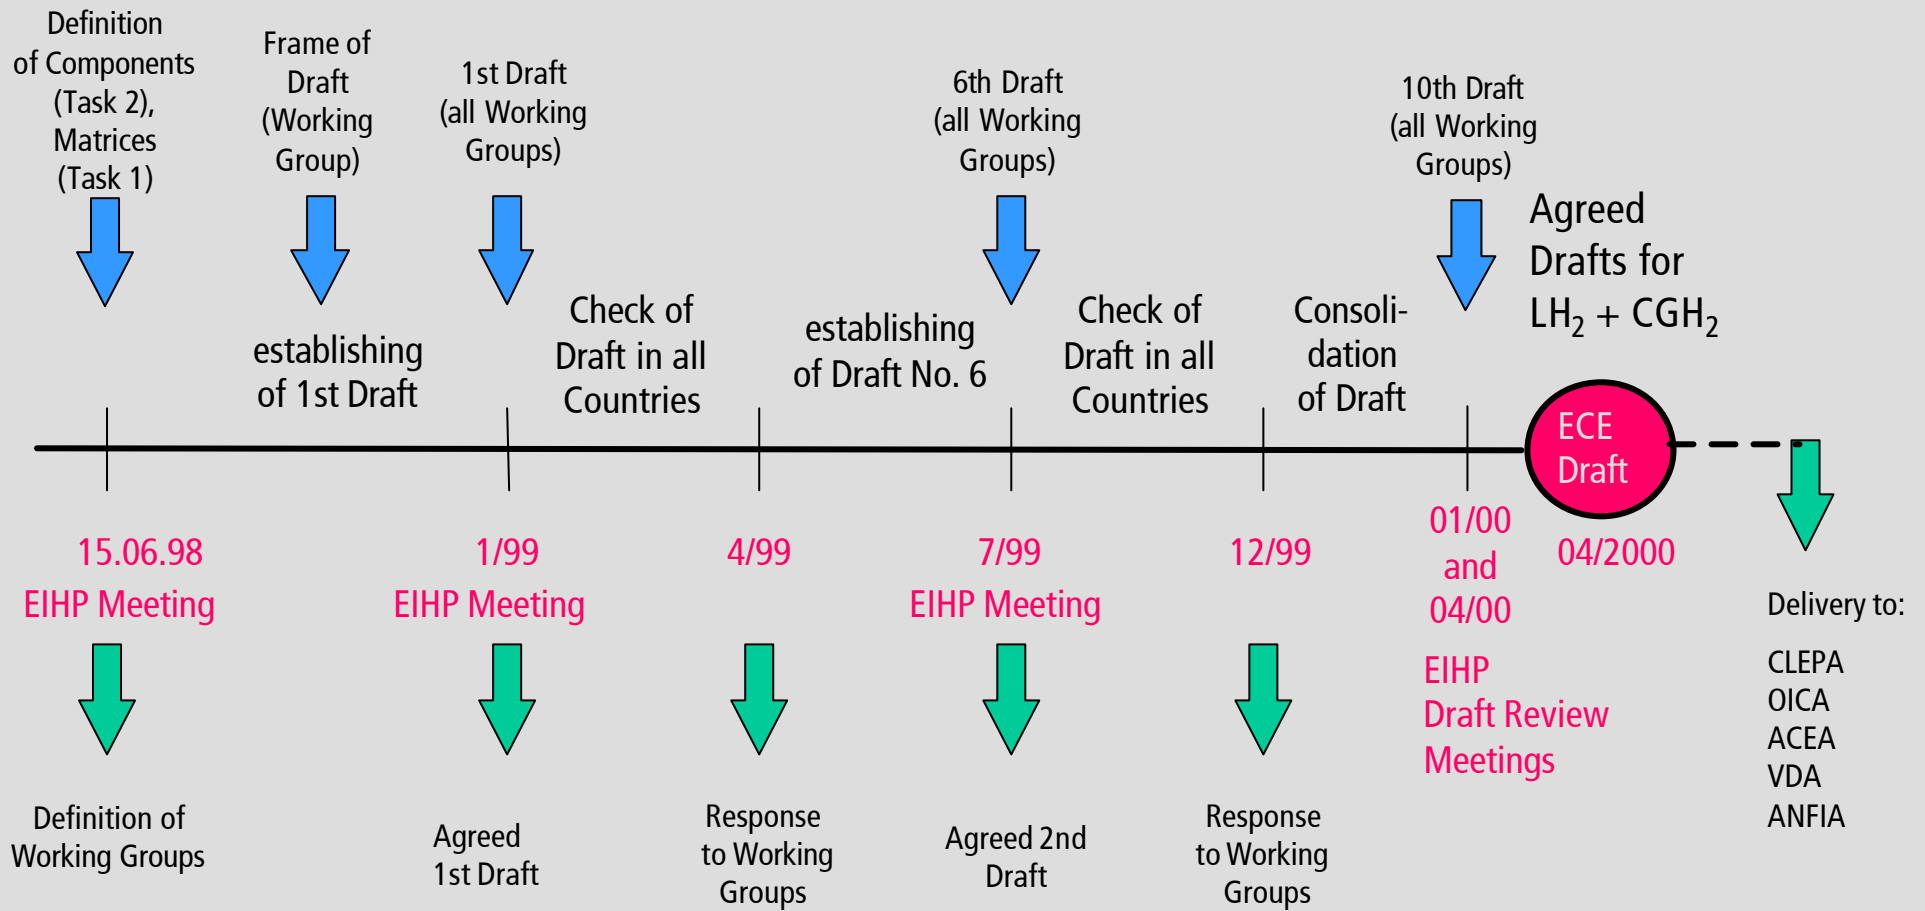 Definition
of Components
(Task 2),
Matrices
(Task 1)
Frame of
Draft
(Working
Group)
1st Draft
(all Working
Groups)
6th Draft
(all Working
Groups)
10th Draft
(all Working
Groups)
Agreed
Drafts for
LH₂ + CGH₂
establishing
of 1st Draft
Check of
Draft in all
Countries
establishing
of Draft No. 6
Check of
Draft in all
Countries
Consoli-
dation
of Draft
ECE
Draft
15.06.98
EIHP Meeting
1/99
EIHP Meeting
4/99
7/99
EIHP Meeting
12/99
01/00
and
04/00
EIHP
Draft Review
Meetings
04/2000
Delivery to:
CLEPA
OICA
ACEA
VDA
ANFIA
Definition of
Working Groups
Agreed
1st Draft
Response
to Working
Groups
Agreed 2nd
Draft
Response
to Working
Groups